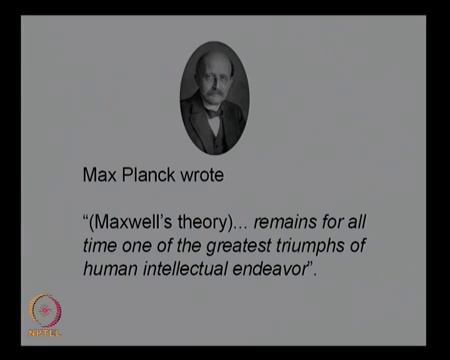 Max Planck wrote
“(Maxwell’s theory)... remains for all
time one of the greatest triumphs of
human intellectual endeavor”.
NPTEL